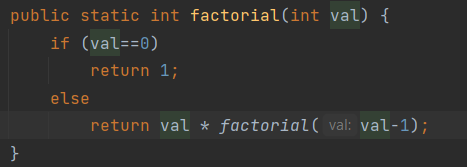 public static int factorial(int val) {
    if (val==0)
        return 1;
    else
        return val * factorial( val: val-1);
}